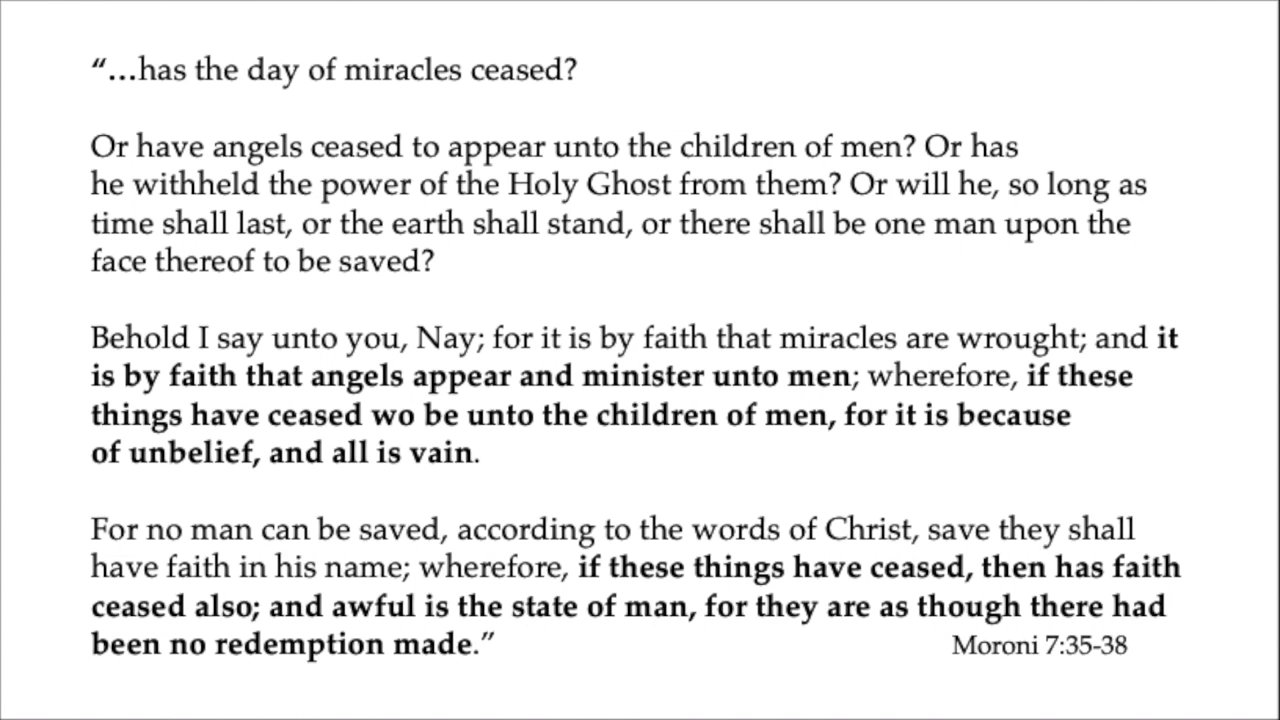 “...has the day of miracles ceased?
Or have angels ceased to appear unto the children of men? Or has
he withheld the power of the Holy Ghost from them? Or will he, so long as
time shall last, or the earth shall stand, or there shall be one man upon the
face thereof to be saved?
Behold I say unto you, Nay; for it is by faith that miracles are wrought; and it
is by faith that angels appear and minister unto men; wherefore, if these
things have ceased wo be unto the children of men, for it is because
of unbelief, and all is vain.
For no man can be saved, according to the words of Christ, save they shall
have faith in his name; wherefore, if these things have ceased, then has faith
ceased also; and awful is the state of man, for they are as though there had
been no redemption made.” Moroni 7:35-38